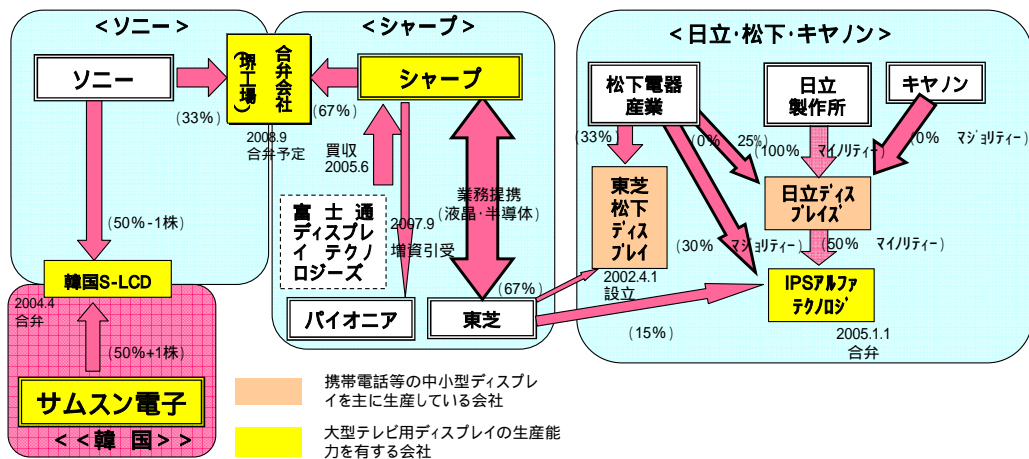 <ソニー>
ソニー
(33%)
合弁会社
(堺工場)
2008.9
合弁予定
(50%-1株)
韓国S-LCD
2004.4
合弁
(50%+1株)
サムスン電子
<<韓 国>>
<シャープ>
シャープ
(67%)
買収
2005.6
富士通
ディスプレ
イ テクノ
ロジーズ
2007.9
増資引受
業務提携
(液晶・半導体)
パイオニア
東芝
(67%)
(15%)
<日立・松下・キヤノン>
松下電器
産業
日立
製作所
キヤノン
(33%)
(0% 25%)
(100% マイノリティー)
(0% マジョリティー)
東芝
松下
ディス
プレイ
2002.4.1
設立
日立ディス
プレイズ
(30% マジョリティー)
(50% マイノリティー)
IPSアルファ
テクノロジ
2005.1.1
合弁
携帯電話等の中小型ディスプレ
イを主に生産している会社
大型テレビ用ディスプレイの生産能
力を有する会社